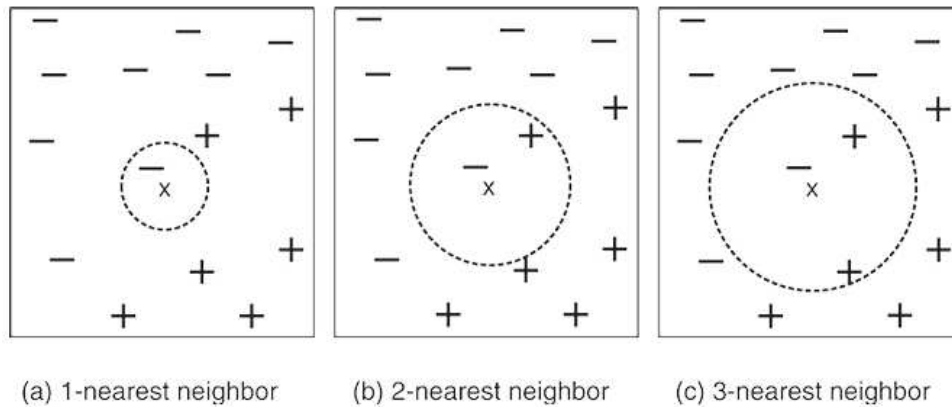 X
X
X
(a) 1-nearest neighbor
(b) 2-nearest neighbor
(c) 3-nearest neighbor